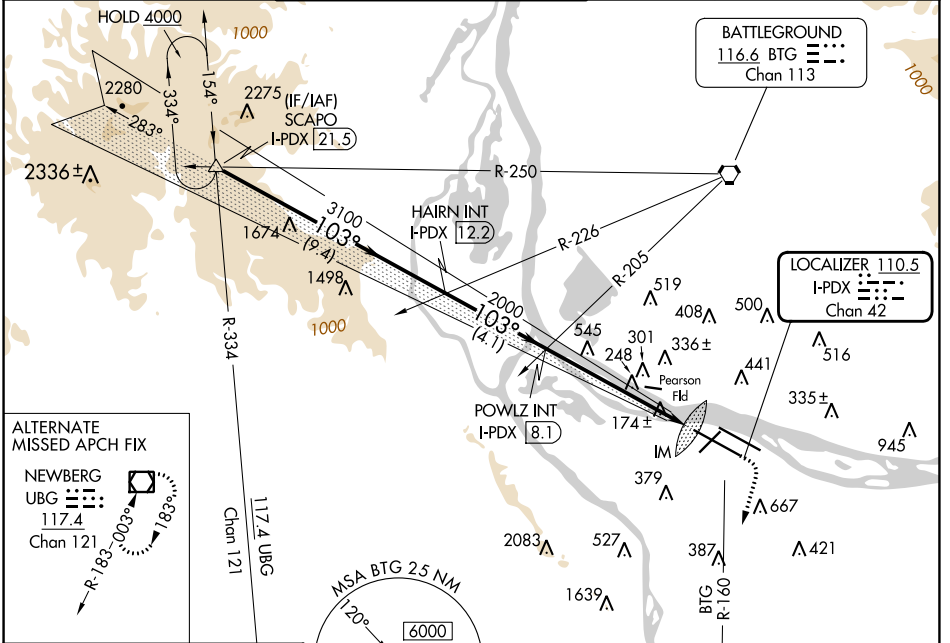 HOLD 4000
1000
2280
283°
334°
154°
2275
(IF/IAF)
SCAPO
I-PDX 21.5
2336 ±
BATTLEGROUND
116.6 BTG
Chan 113
1000
R-250
R-226
R-205
3100
103°
(9.4)
1674
1498
1000
HAIRN INT
I-PDX 12.2
2000
103°
(4.1)
LOCALIZER 110.5
I-PDX
Chan 42
519
408
500
516
545
301
248
336 ±
441
335 ±
945
Pearson
Fld
174 ±
POWLZ INT
I-PDX 8.1
IM
379
667
R-334
117.4 UBG
Chan 121
ALTERNATE
MISSED APCH FIX
NEWBERG
UBG
117.4
Chan 121
R-183
003°
183°
2083
527
387
421
1639
BTG
R-160
MSA BTG 25 NM
120°
6000